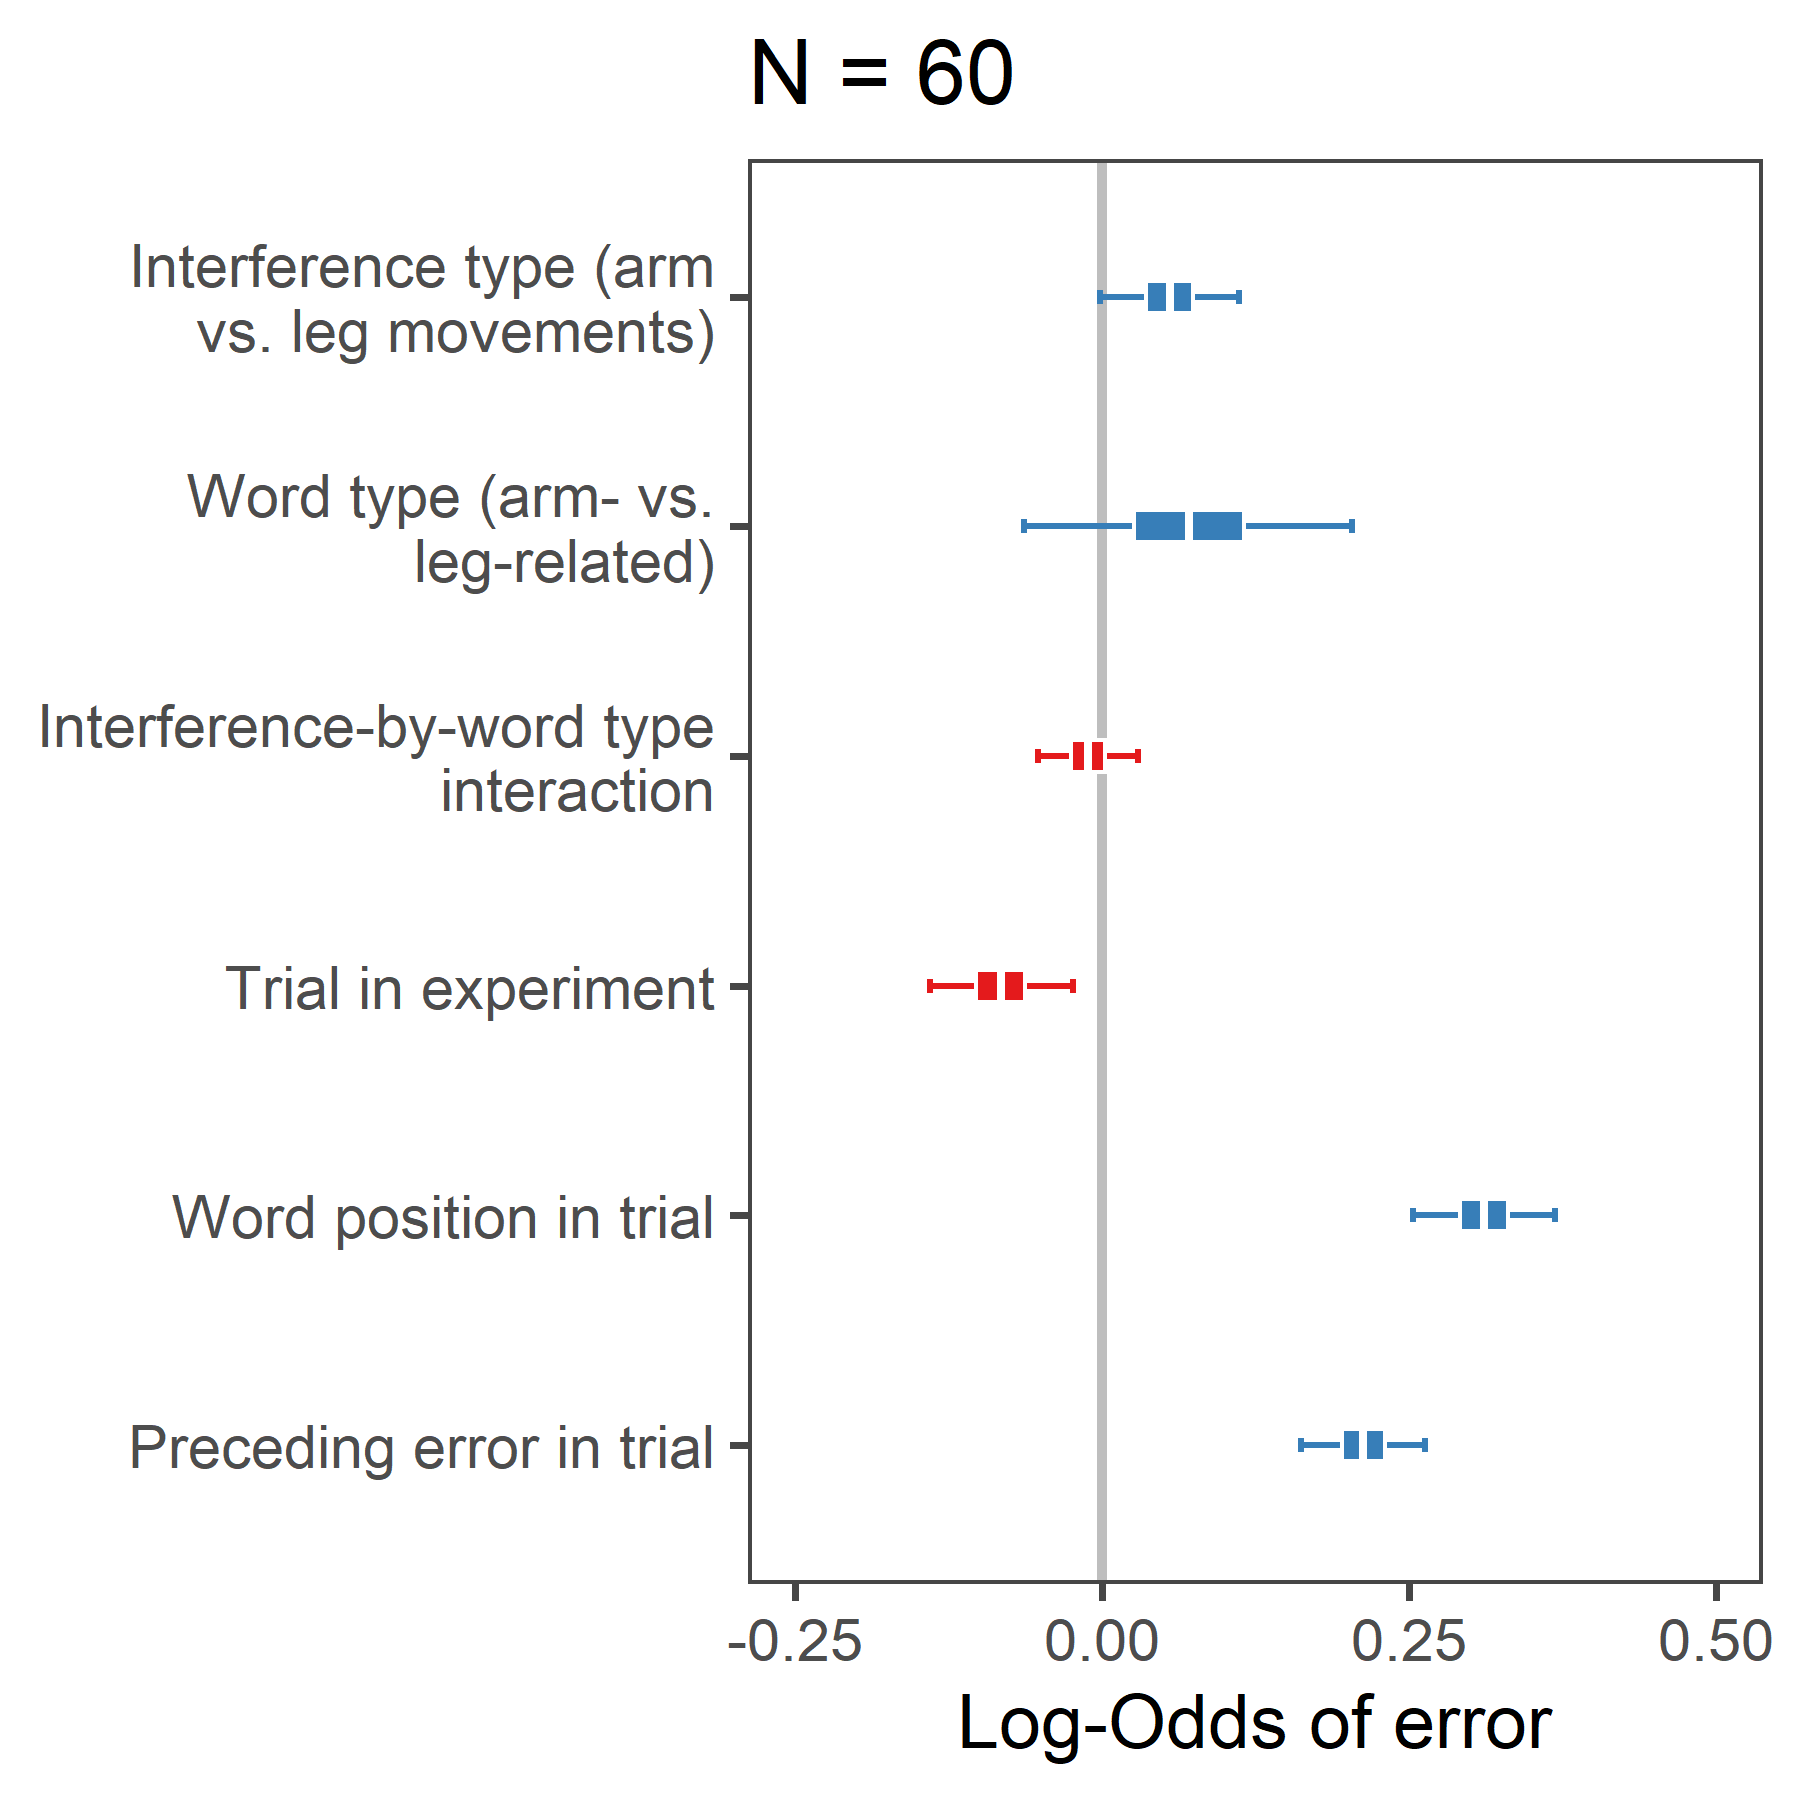 N = 60
Interference type (arm
vs. leg movements)
Word type (arm- vs.
leg-related)
Interference-by-word type
interaction
Trial in experiment
Word position in trial
Preceding error in trial
-0.25 0.00 0.25 0.50
Log-Odds of error